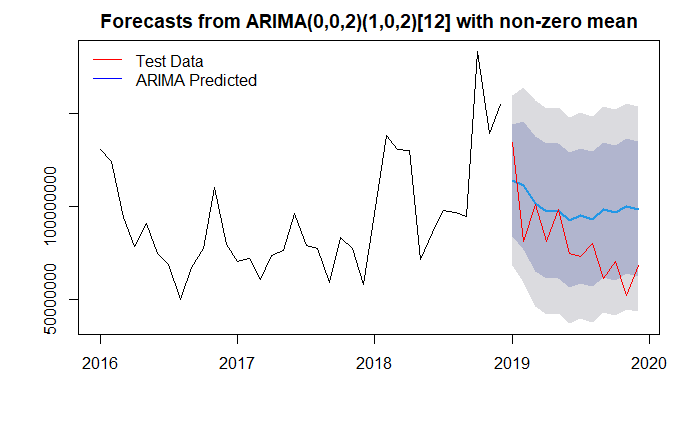 Forecasts from ARIMA(0,0,2)(1,0,2)[12] with non-zero mean
Test Data
ARIMA Predicted
100000000
50000000
2016 2017 2018 2019 2020